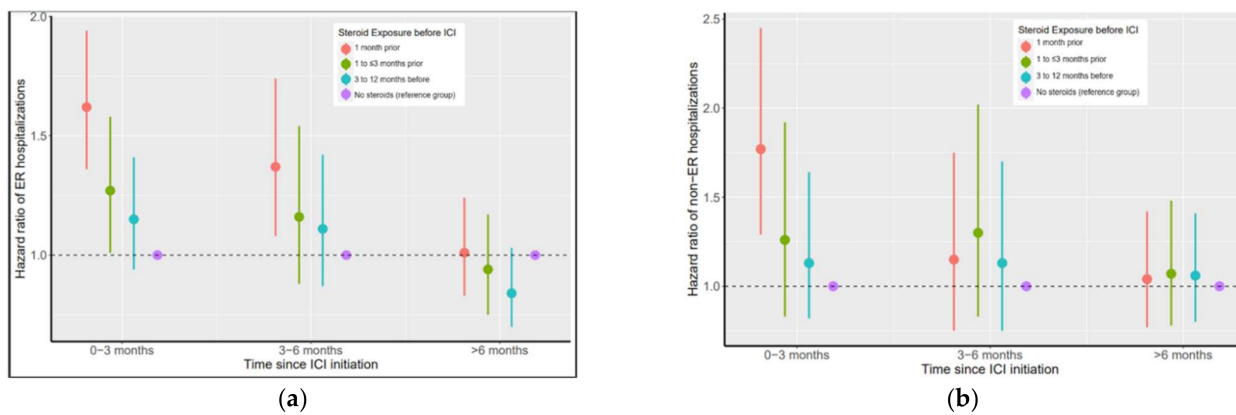 2.0
1.5
1.0
Hazard ratio of ER hospitalizations
Steroid Exposure before ICI
1 month prior
1 to ≤3 months prior
3 to 12 months before
No steroids (reference group)
0−3 months
3−6 months
>6 months
Time since ICI initiation
(a)
2.5
2.0
1.5
1.0
Hazard ratio of non−ER hospitalizations
Steroid Exposure before ICI
1 month prior
1 to ≤3 months prior
3 to 12 months before
No steroids (reference group)
0−3 months
3−6 months
>6 months
Time since ICI initiation
(b)